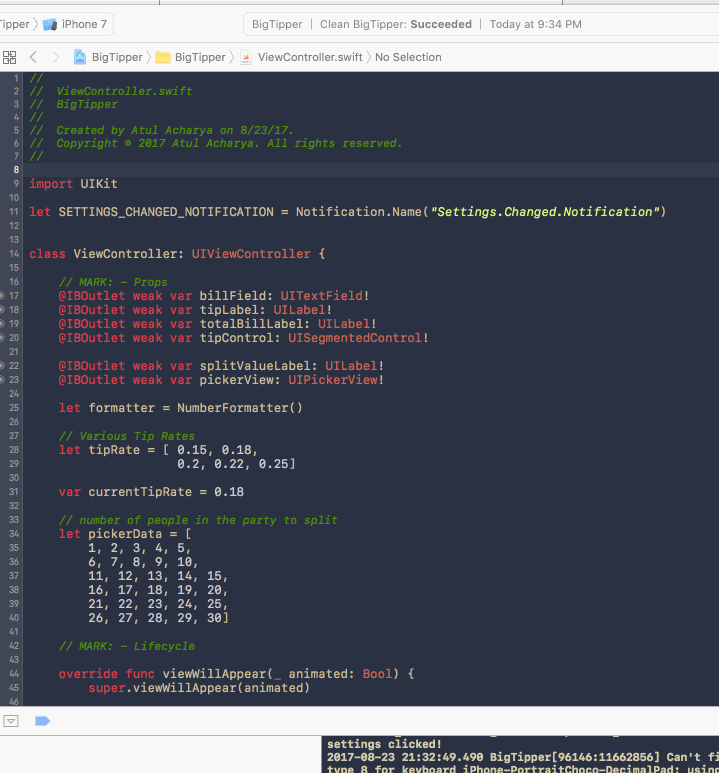 iPhone 7
BigTipper | Clean BigTipper: Succeeded | Today at 9:34 PM
BigTipper 〉 BigTipper 〉 ViewController.swift 〉 No Selection
1 //
2 //  ViewController.swift
3 //  BigTipper
4 //
5 //  Created by Atul Acharya on 8/23/17.
6 //  Copyright © 2017 Atul Acharya. All rights reserved.
7 //
8
9 import UIKit
10
11 let SETTINGS_CHANGED_NOTIFICATION = Notification.Name("Settings.Changed.Notification")
12
13
14 class ViewController: UIViewController {
15
16     // MARK: - Props
17     @IBOutlet weak var billField: UITextField!
18     @IBOutlet weak var tipLabel: UILabel!
19     @IBOutlet weak var totalBillLabel: UILabel!
20     @IBOutlet weak var tipControl: UISegmentedControl!
21
22     @IBOutlet weak var splitValueLabel: UILabel!
23     @IBOutlet weak var pickerView: UIPickerView!
24
25     let formatter = NumberFormatter()
26
27     // Various Tip Rates
28     let tipRate = [ 0.15, 0.18,
29                     0.2, 0.22, 0.25]
30
31     var currentTipRate = 0.18
32
33     // number of people in the party to split
34     let pickerData = [
35         1, 2, 3, 4, 5,
36         6, 7, 8, 9, 10,
37         11, 12, 13, 14, 15,
38         16, 17, 18, 19, 20,
39         21, 22, 23, 24, 25,
40         26, 27, 28, 29, 30]
41
42     // MARK: - Lifecycle
43
44     override func viewWillAppear(_ animated: Bool) {
45         super.viewWillAppear(animated)
46
settings clicked!
2017-08-23 21:32:49.490 BigTipper[96146:11662856] Can't fi
type 8 for keyboard iPhone-PortraitChoco-DecimalPad; using